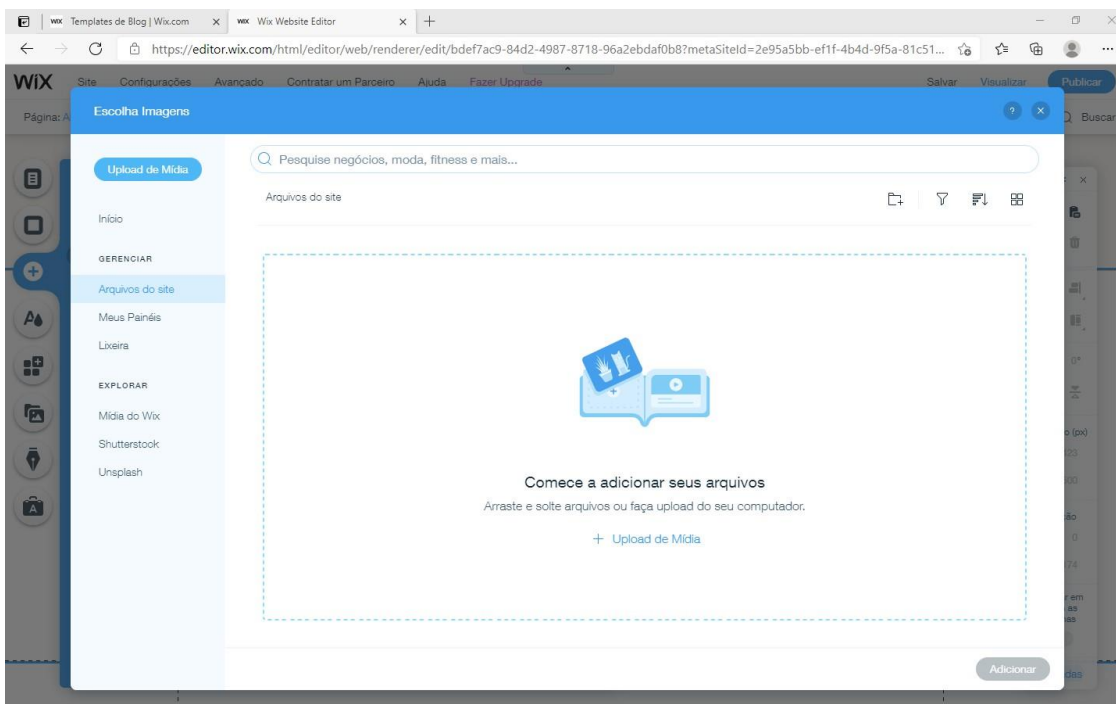 Templates de Blog | Wix.com
Wix Website Editor
https://editor.wix.com/html/editor/web/renderer/edit/bdef7ac9-84d2-4987-8718-96a2ebdaf0b8?metaSiteId=2e95a5bb-ef1f-4b4d-9f5a-81c51...
WiX Site Configurações Avançado Contratar um Parceiro Ajuda Fazer Upgrade Salvar Visualizar Publicar
Página: A Buscar
Escolha Imagens
Upload de Mídia
Pesquise negócios, moda, fitness e mais...
Arquivos do site
Início
GERENCIAR
Arquivos do site
Meus Painéis
Lixeira
EXPLORAR
Mídia do Wix
Shutterstock
Unsplash
Comece a adicionar seus arquivos
Arraste e solte arquivos ou faça upload do seu computador.
+ Upload de Mídia
Adicionar